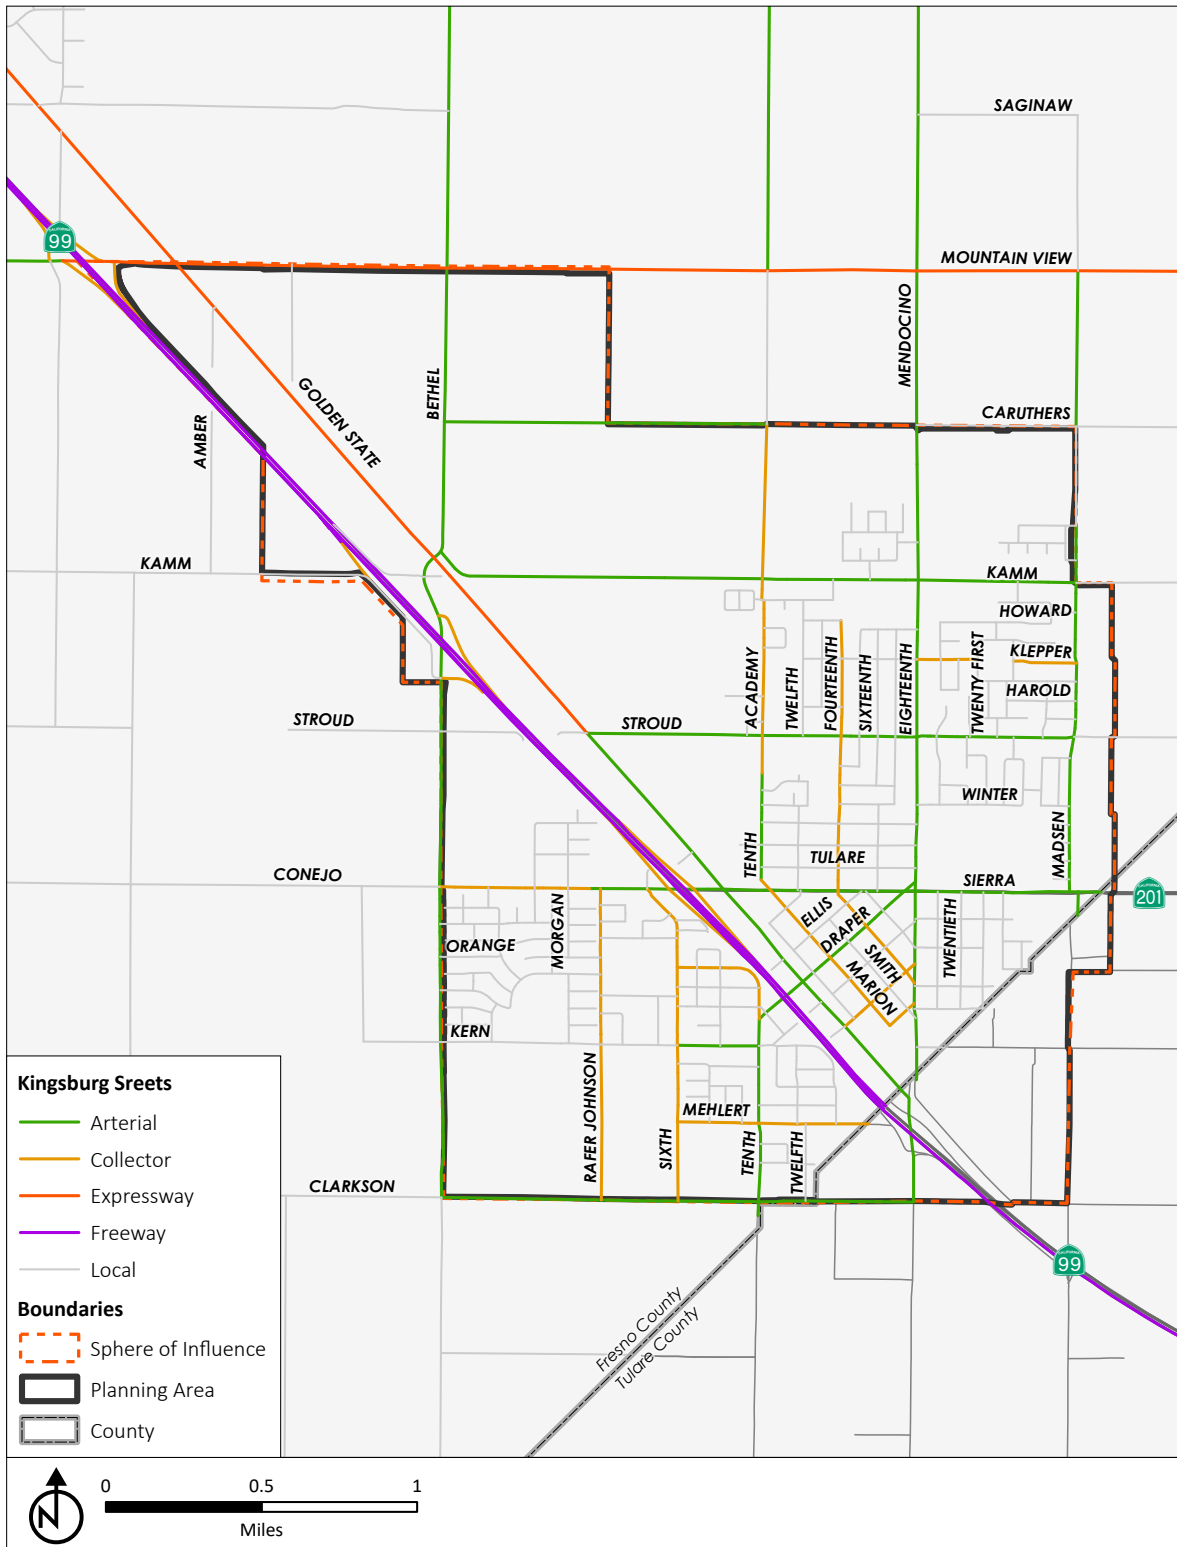 SAGINAW
CALIFORNIA
99
MOUNTAIN VIEW
MENDOCINO
BETHEL
GOLDEN STATE
CARUTHERS
AMBER
KAMM
KAMM
HOWARD
KLEPPER
HAROLD
ACADEMY
TWELFTH
FOURTEENTH
SIXTEENTH
EIGHTEENTH
TWENTY FIRST
STROUD
STROUD
WINTER
MADSEN
TENTH
TULARE
CONEJO
SIERRA
CALIFORNIA
201
ELLIS
DRAPER
SMITH
MARION
TWENTIETH
MORGAN
ORANGE
KERN
RAFER JOHNSON
SIXTH
MEHLERT
TENTH
TWELFTH
CLARKSON
CALIFORNIA
99
Fresno County
Tulare County
Kingsburg Sreets
Arterial
Collector
Expressway
Freeway
Local
Boundaries
Sphere of Influence
Planning Area
County
N
0 0.5 1
Miles